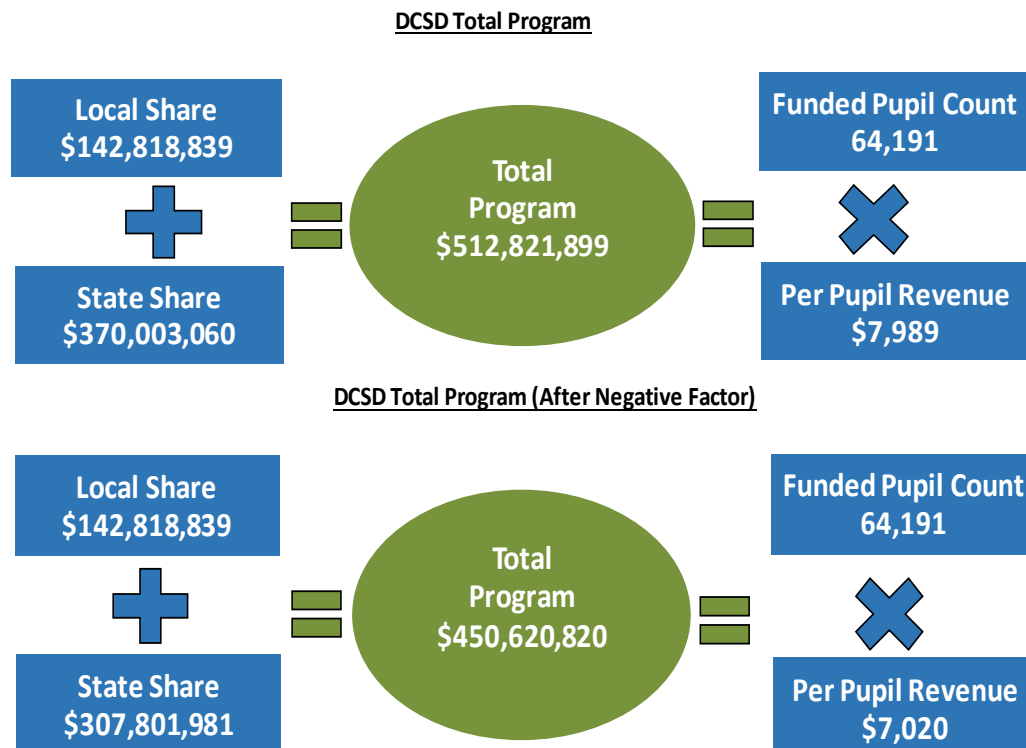 DCSD Total Program
Local Share
$142,818,839
State Share
$370,003,060
Total
Program
$512,821,899
Funded Pupil Count
64,191
Per Pupil Revenue
$7,989
DCSD Total Program (After Negative Factor)
Local Share
$142,818,839
State Share
$307,801,981
Total
Program
$450,620,820
Funded Pupil Count
64,191
Per Pupil Revenue
$7,020